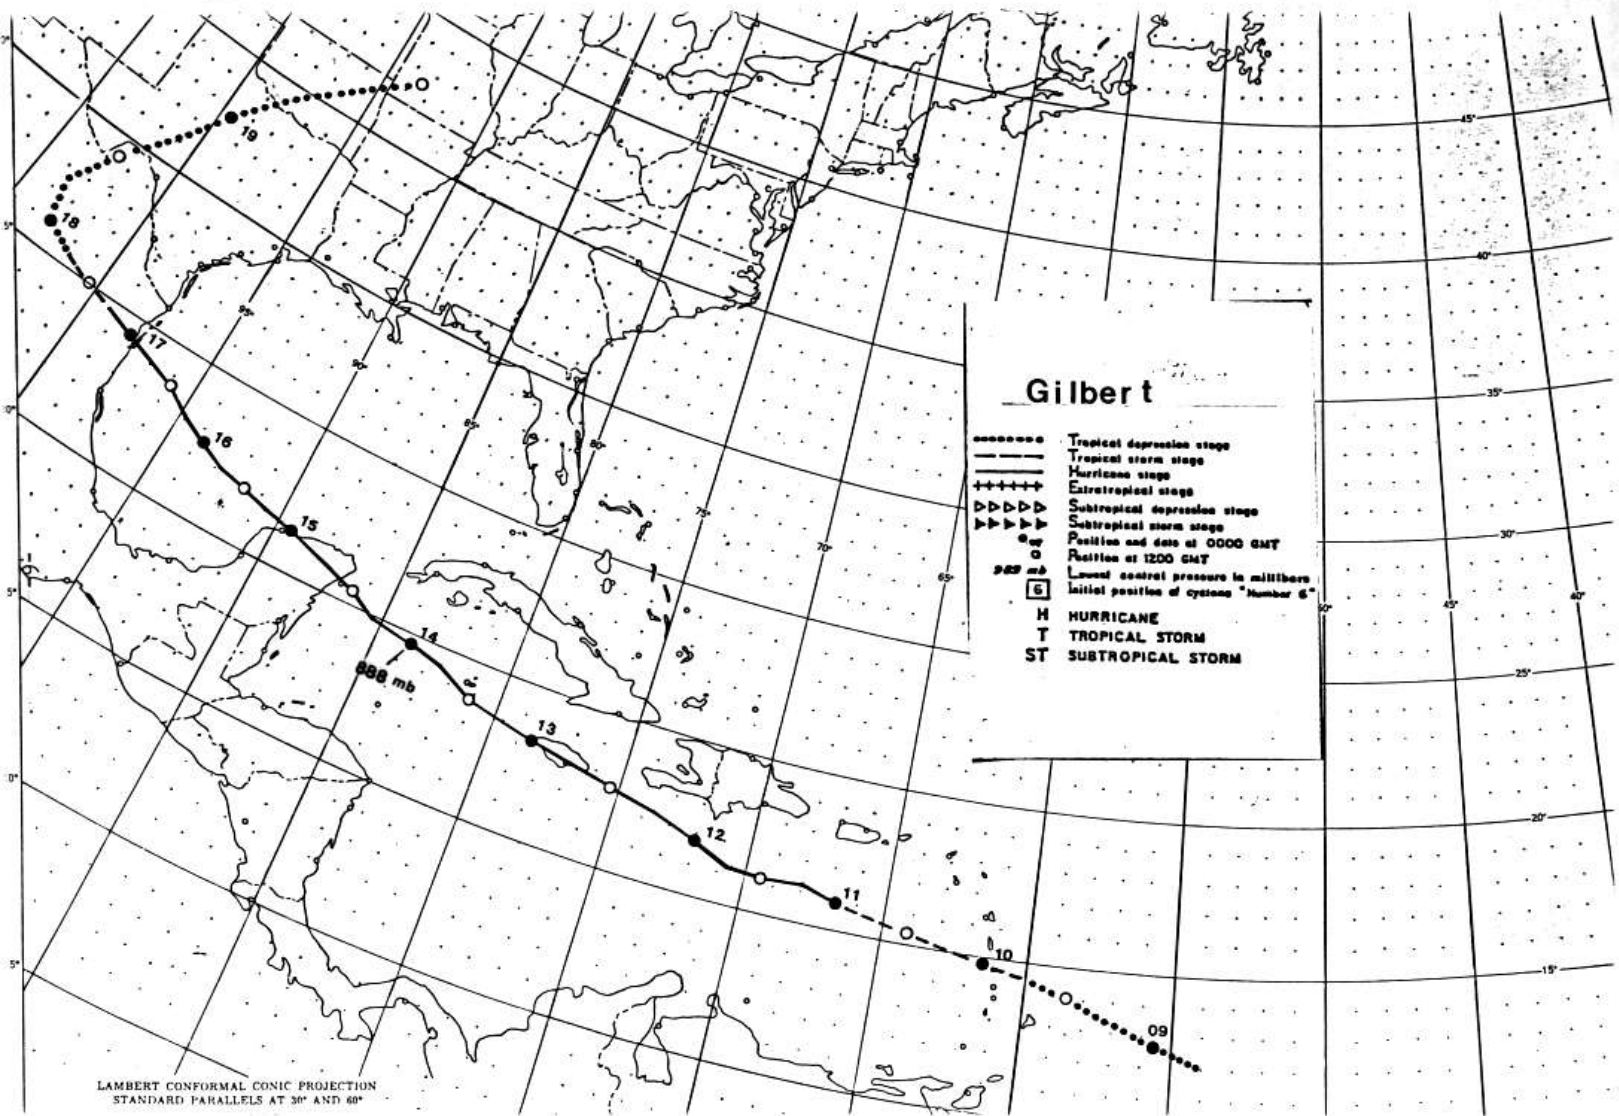 45°
40°
35°
30°
25°
20°
15°
95°
90°
85°
80°
75°
70°
65°
60°
45°
40°
19
18
17
16
15
14
888 mb
13
12
11
10
09
Gilbert
Tropical depression stage
Tropical storm stage
Hurricane stage
Extratropical stage
Subtropical depression stage
Subtropical storm stage
Position and date at 0000 GMT
Position at 1200 GMT
989 mb Lowest central pressure in millibars
6 Initial position of cyclone "Number 6"
H HURRICANE
T TROPICAL STORM
ST SUBTROPICAL STORM
LAMBERT CONFORMAL CONIC PROJECTION
STANDARD PARALLELS AT 30° AND 60°